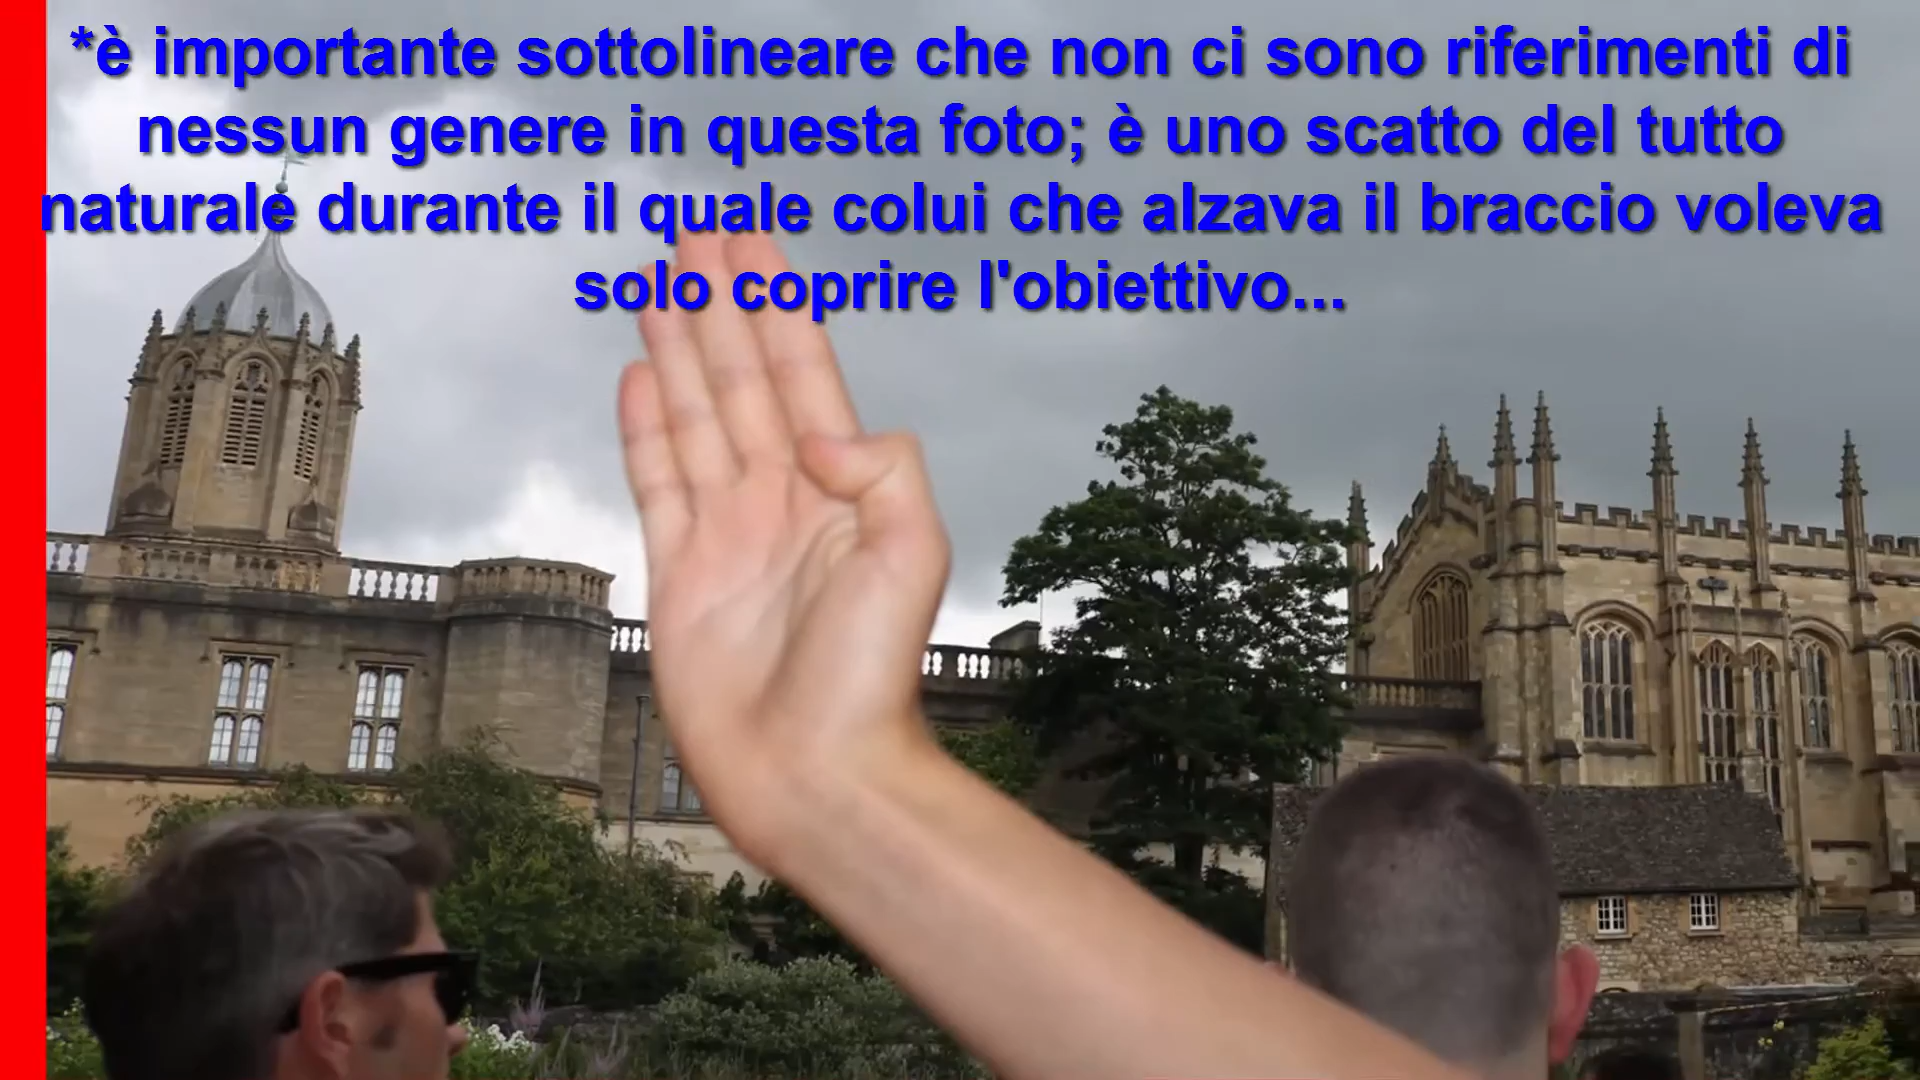 *è importante sottolineare che non ci sono riferimenti di
nessun genere in questa foto; è uno scatto del tutto
naturale durante il quale colui che alzava il braccio voleva
solo coprire l'obiettivo...